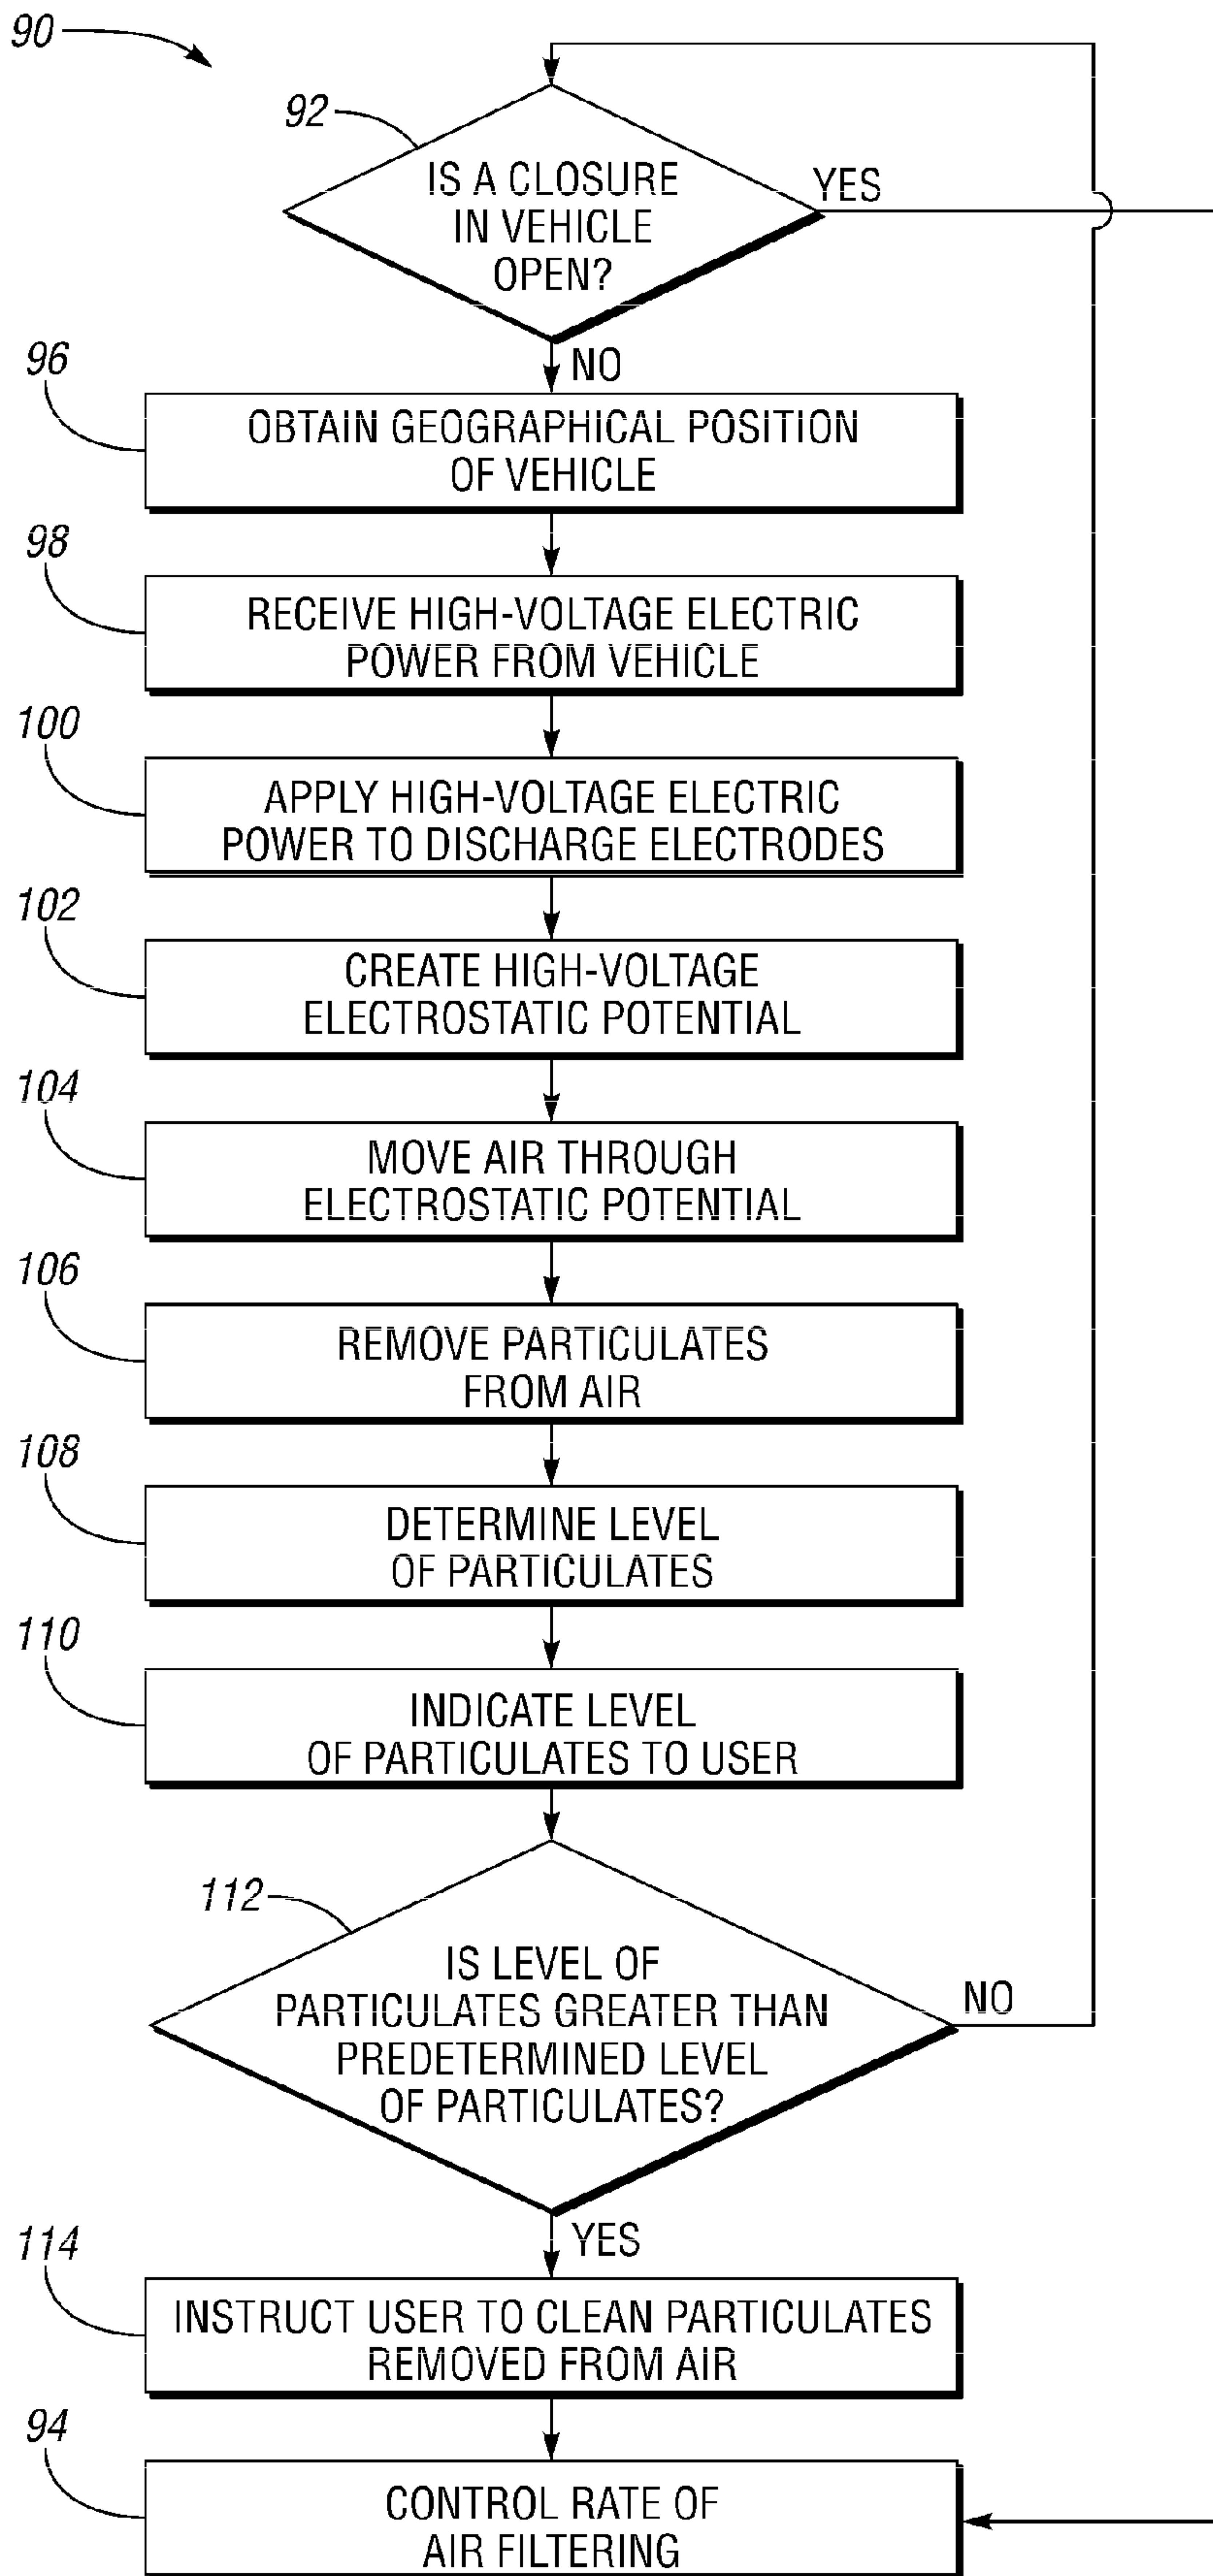 90
92
IS A CLOSURE
IN VEHICLE
OPEN?
YES
NO
96
OBTAIN GEOGRAPHICAL POSITION
OF VEHICLE
98
RECEIVE HIGH-VOLTAGE ELECTRIC
POWER FROM VEHICLE
100
APPLY HIGH-VOLTAGE ELECTRIC
POWER TO DISCHARGE ELECTRODES
102
CREATE HIGH-VOLTAGE
ELECTROSTATIC POTENTIAL
104
MOVE AIR THROUGH
ELECTROSTATIC POTENTIAL
106
REMOVE PARTICULATES
FROM AIR
108
DETERMINE LEVEL
OF PARTICULATES
110
INDICATE LEVEL
OF PARTICULATES TO USER
112
IS LEVEL OF
PARTICULATES GREATER THAN
PREDETERMINED LEVEL
OF PARTICULATES?
NO
YES
114
INSTRUCT USER TO CLEAN PARTICULATES
REMOVED FROM AIR
94
CONTROL RATE OF
AIR FILTERING